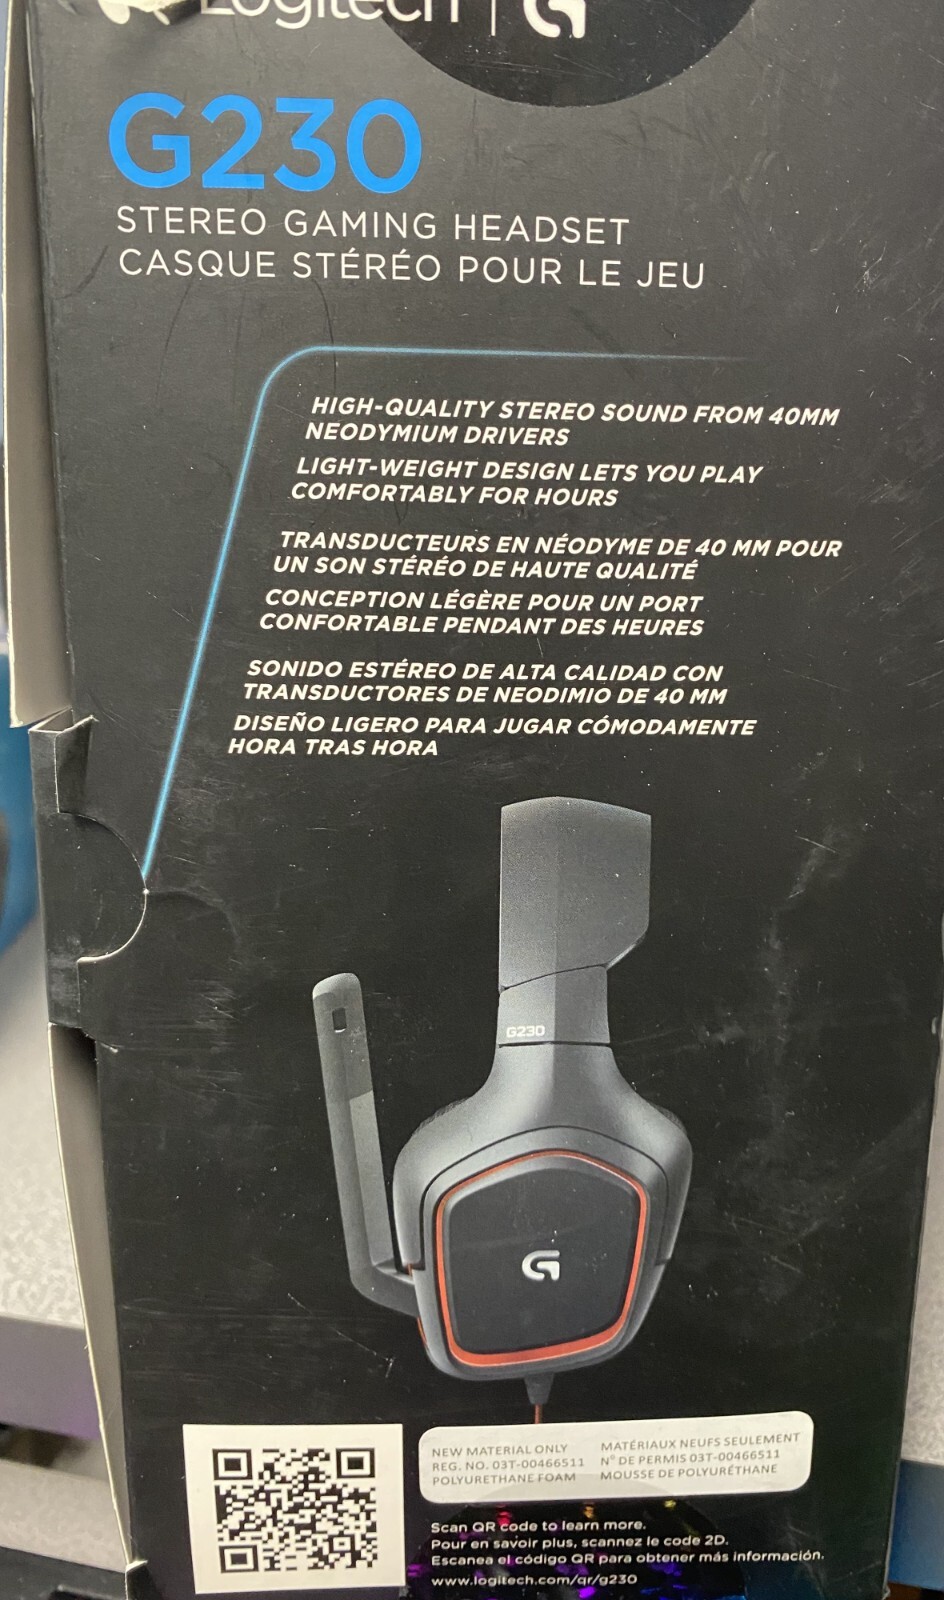 Logitech | G
G230
STEREO GAMING HEADSET
CASQUE STÉRÉO POUR LE JEU
HIGH-QUALITY STEREO SOUND FROM 40MM
NEODYMIUM DRIVERS
LIGHT-WEIGHT DESIGN LETS YOU PLAY
COMFORTABLY FOR HOURS
TRANSDUCTEURS EN NÉODYME DE 40 MM POUR
UN SON STÉRÉO DE HAUTE QUALITÉ
CONCEPTION LÉGÈRE POUR UN PORT
CONFORTABLE PENDANT DES HEURES
SONIDO ESTÉREO DE ALTA CALIDAD CON
TRANSDUCTORES DE NEODIMIO DE 40 MM
DISEÑO LIGERO PARA JUGAR CÓMODAMENTE
HORA TRAS HORA
G230
G
NEW MATERIAL ONLY
REG. NO. 03T-00466511
POLYURETHANE FOAM
MATÉRIAUX NEUFS SEULEMENT
N° DE PERMIS 03T-00466511
MOUSSE DE POLYURÉTHANE
Scan QR code to learn more.
Pour en savoir plus, scannez le code 2D.
Escanea el código QR para obtener más información.
www.logitech.com/qr/g230